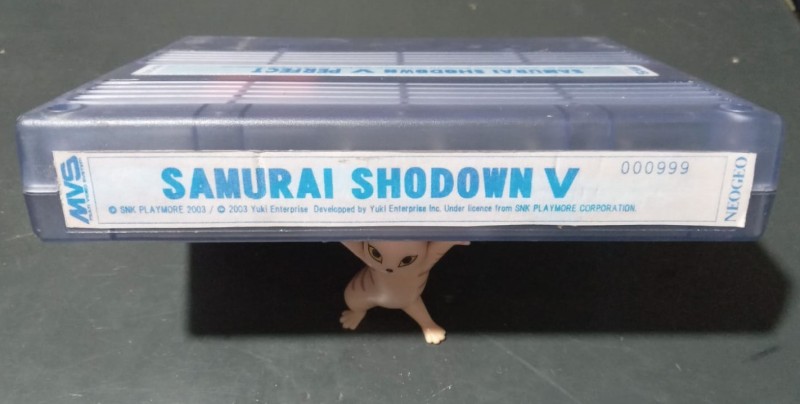 SAMURAI SHODOWN V PERFECT
MVS
SAMURAI SHODOWN V
000999
© SNK PLAYMORE 2003 / © 2003 Yuki Enterprise Developped by Yuki Enterprise Inc. Under licence from SNK PLAYMORE CORPORATION.
NEOGEO